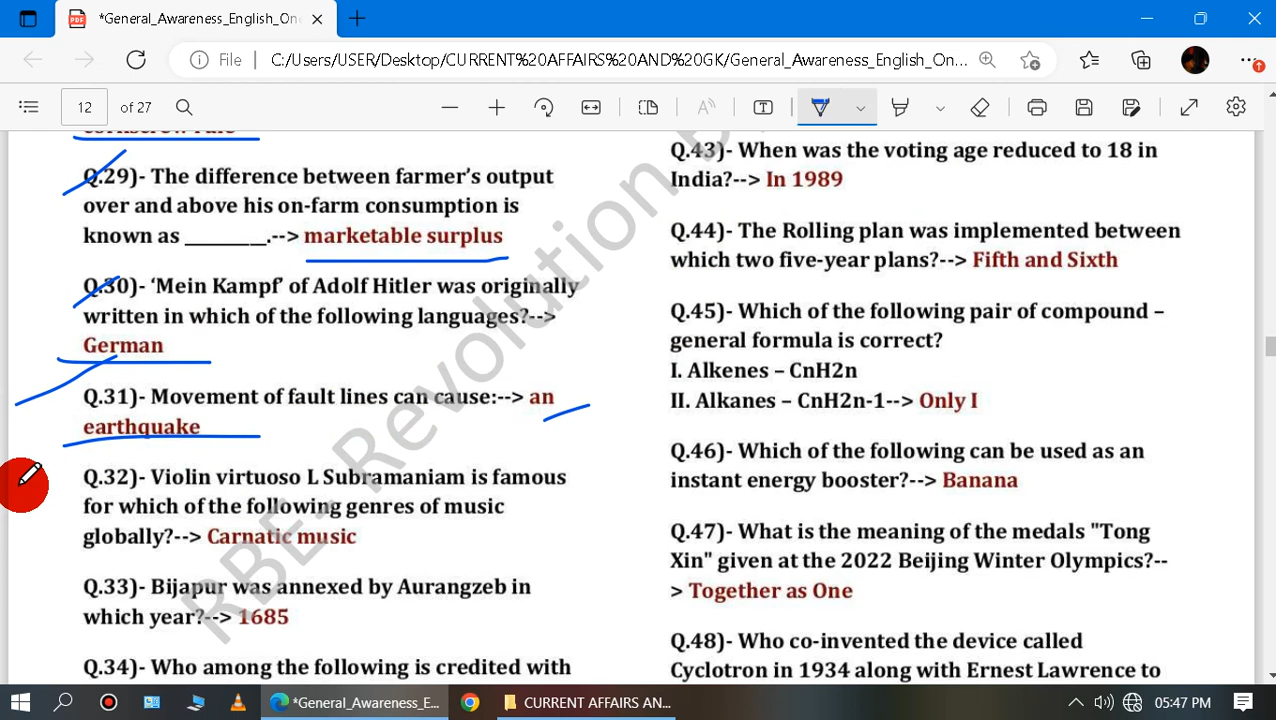 *General_Awareness_English_On
File
C:/Users/USER/Desktop/CURRENT%20AFFAIRS%20AND%20GK/General_Awareness_English_On...
12 of 27
Q.29)- The difference between farmer's output
over and above his on-farm consumption is
known as __________.--> marketable surplus
Q.30)- ‘Mein Kampf’ of Adolf Hitler was originally
written in which of the following languages?-->
German
Q.31)- Movement of fault lines can cause:--> an
earthquake
Q.32)- Violin virtuoso L Subramaniam is famous
for which of the following genres of music
globally?--> Carnatic music
Q.33)- Bijapur was annexed by Aurangzeb in
which year?--> 1685
Q.34)- Who among the following is credited with
Q.43)- When was the voting age reduced to 18 in
India?--> In 1989
Q.44)- The Rolling plan was implemented between
which two five-year plans?--> Fifth and Sixth
Q.45)- Which of the following pair of compound –
general formula is correct?
I. Alkenes – CnH2n
II. Alkanes – CnH2n-1--> Only I
Q.46)- Which of the following can be used as an
instant energy booster?--> Banana
Q.47)- What is the meaning of the medals "Tong
Xin" given at the 2022 Beijing Winter Olympics?--
> Together as One
Q.48)- Who co-invented the device called
Cyclotron in 1934 along with Ernest Lawrence to
RBE- Revolution B
*General_Awareness_E...
CURRENT AFFAIRS AN...
05:47 PM